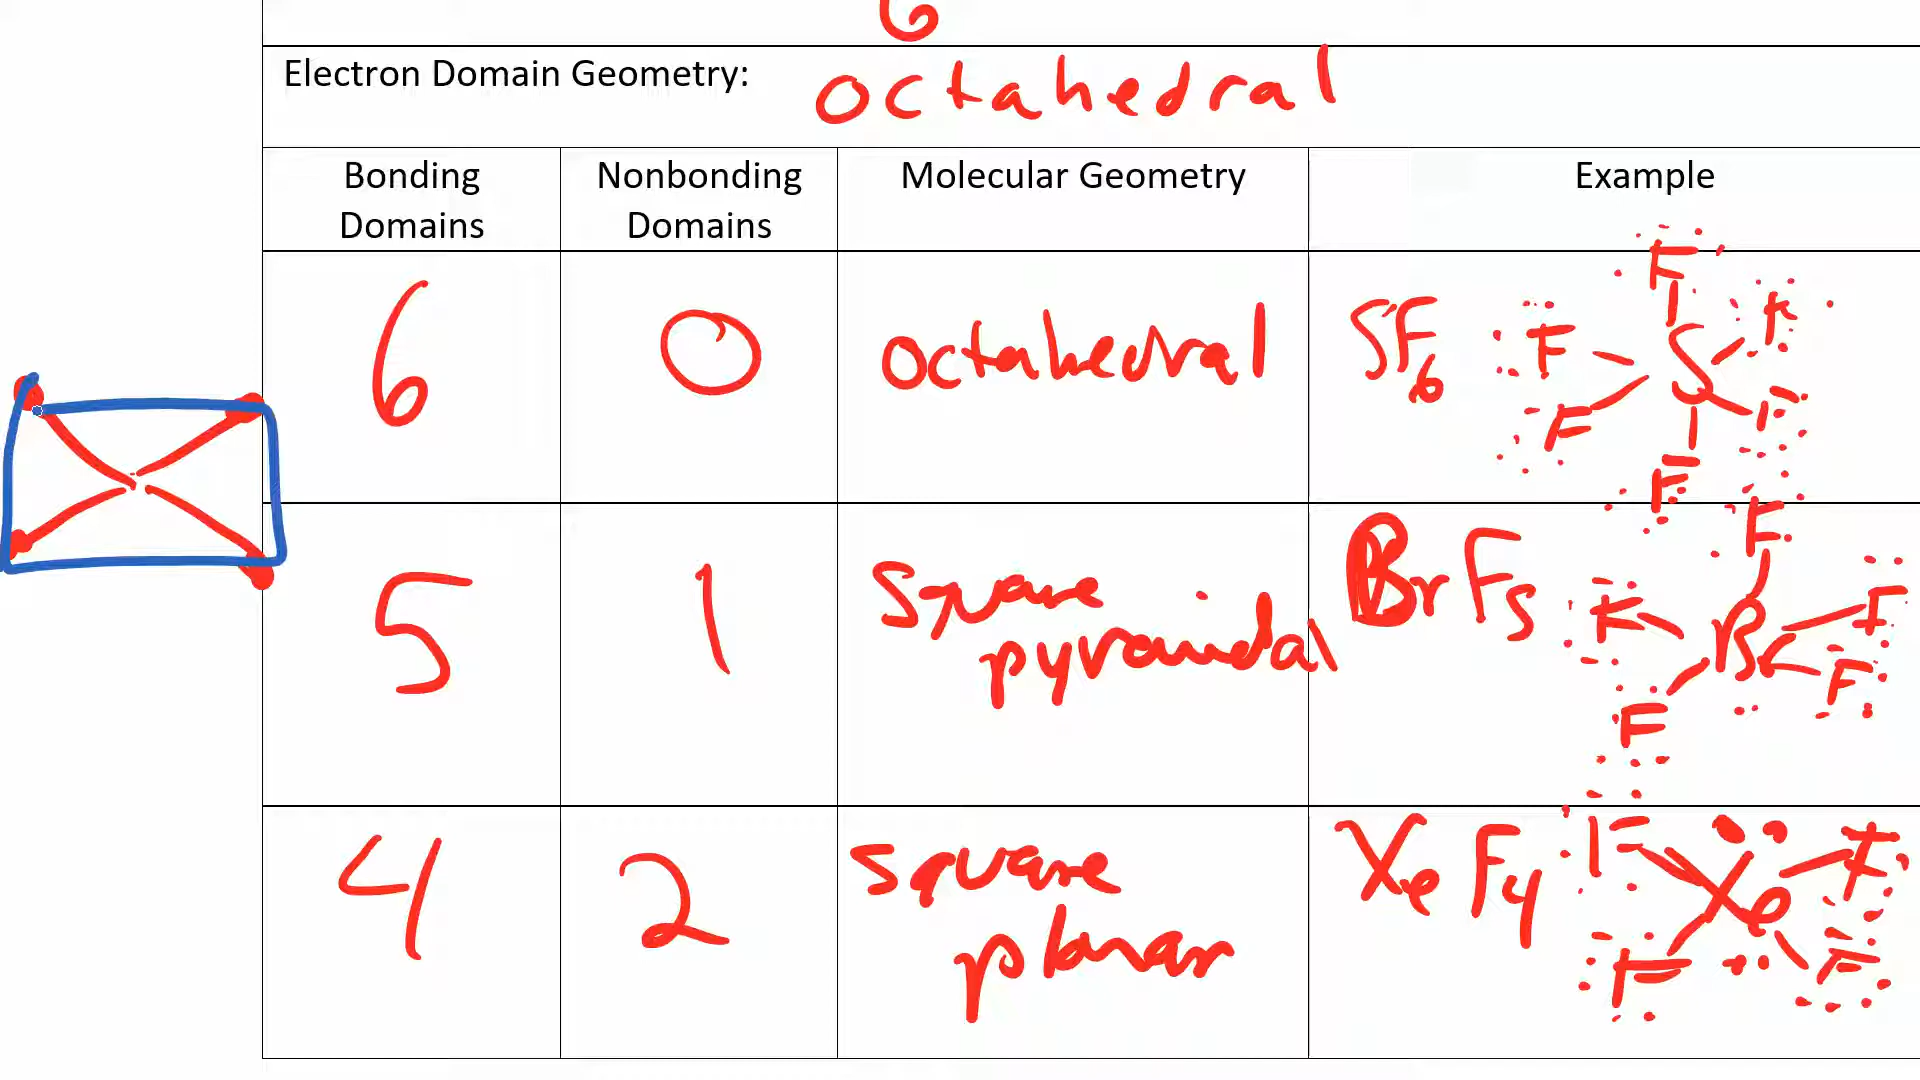 6
Electron Domain Geometry: octahedral
Bonding Domains Nonbonding Domains Molecular Geometry Example
6 0 octahedral SF6
F
F S F
F F
F
5 1 square pyramidal BrF5
F
F Br F
F F
4 2 square planar XeF4
F Xe F
F F